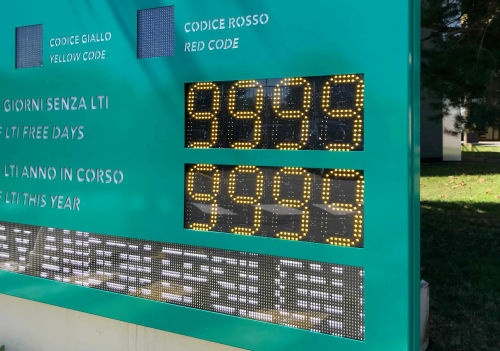 CODICE GIALLO
YELLOW CODE
CODICE ROSSO
RED CODE
GIORNI SENZA LTI
LTI FREE DAYS
9999
LTI ANNO IN CORSO
LTI THIS YEAR
9999